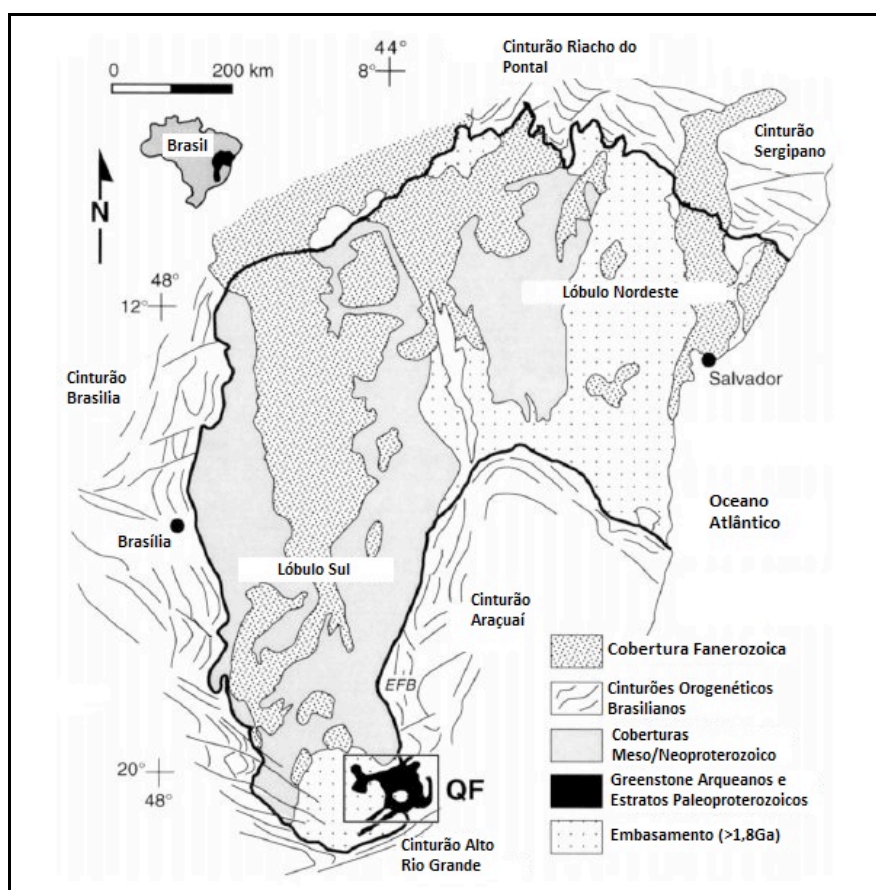 Cinturão Riacho do
Pontal
44°
8°
0 200 km
Brasil
Cinturão
Sergipano
N
48°
12°
Lóbulo Nordeste
Salvador
Cinturão
Brasilia
Oceano
Atlântico
Brasília
Lóbulo Sul
Cinturão
Araçuaí
EFB
20°
48°
QF
Cinturão Alto
Rio Grande
Cobertura Fanerozoica
Cinturões Orogenéticos
Brasilianos
Coberturas
Meso/Neoproterozoico
Greenstone Arqueanos e
Estratos Paleoproterozoicos
Embasamento (>1,8Ga)